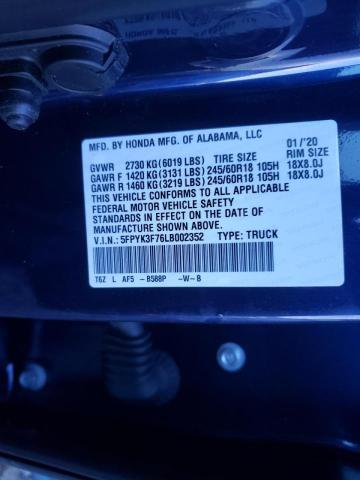 MFD. BY HONDA MFG. OF ALABAMA, LLC 01/'20
GVWR 2730 KG(6019 LBS) TIRE SIZE RIM SIZE
GAWR F 1420 KG(3131 LBS) 245/60R18 105H 18X8.0J
GAWR R 1460 KG(3219 LBS) 245/60R18 105H 18X8.0J
THIS VEHICLE CONFORMS TO ALL APPLICABLE
FEDERAL MOTOR VEHICLE SAFETY
STANDARDS IN EFFECT ON THE DATE OF
MANUFACTURE SHOWN ABOVE.
V.I.N.: 5FPYK3F76LB002352 TYPE: TRUCK
T6Z L AF5 -B588P -W-B